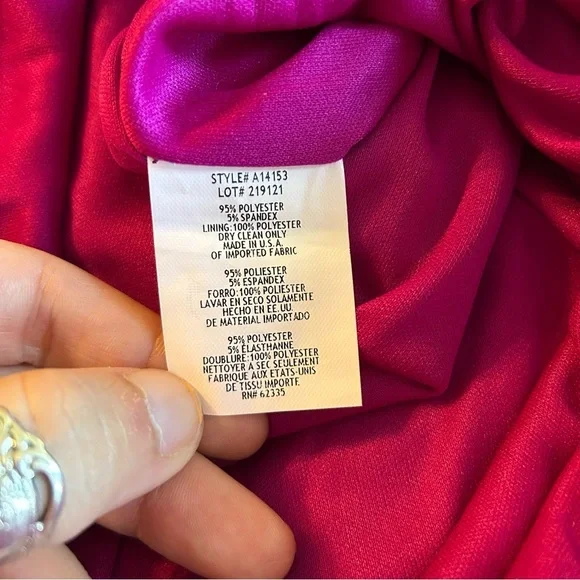 STYLE# A14153
LOT# 219121
95% POLYESTER
5% SPANDEX
LINING:100% POLYESTER
DRY CLEAN ONLY
MADE IN U.S.A.
OF IMPORTED FABRIC
95% POLIESTER
5% ESPANDEX
FORRO:100% POLYESTER
LAVAR EN SECO SOLAMENTE
HECHO EN EE.UU.
DE MATERIAL IMPORTADO
95% POLYESTER
5% ÉLASTHANNE
DOUBLURE:100% POLYESTER
NETTOYER A SEC SEULEMENT
FABRIQUE AUX ETATS-UNIS
DE TISSU IMPORTE
RN# 62335